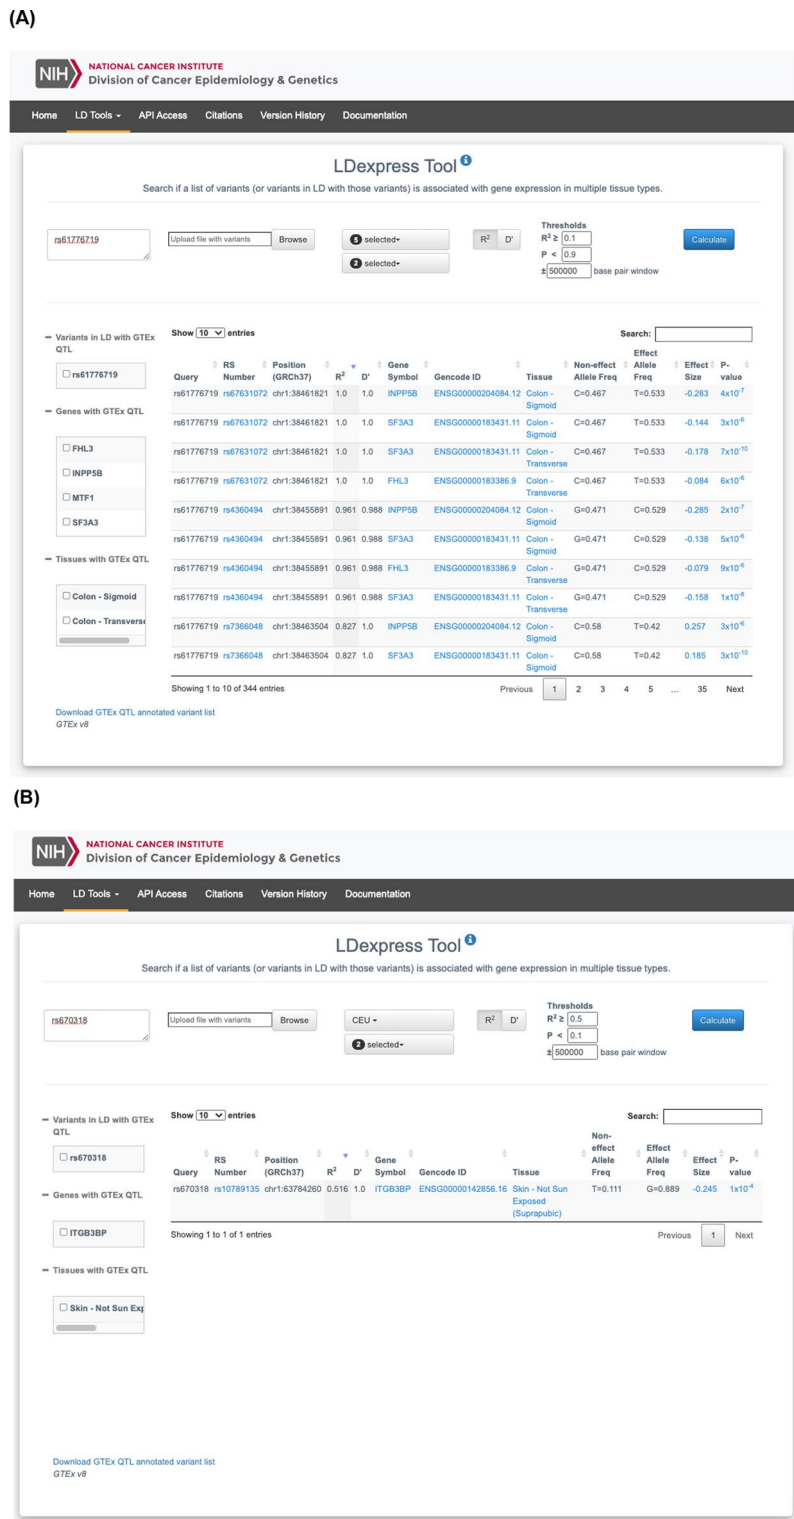 (A)
NIH NATIONAL CANCER INSTITUTE
Division of Cancer Epidemiology & Genetics
Home LD Tools API Access Citations Version History Documentation
LDexpress Tool
Search if a list of variants (or variants in LD with those variants) is associated with gene expression in multiple tissue types.
rs61776719 Upload file with variants Browse 5 selected R² D' Calculate
2 selected
Thresholds
R² ≥ 0.1
P < 0.9
± 500000 base pair window
Variants in LD with GTEx
QTL
rs61776719
Genes with GTEx QTL
FHL3
INPP5B
MTF1
SF3A3
Tissues with GTEx QTL
Colon - Sigmoid
Colon - Transverse
Show 10 entries Search:
Query RS Number Position (GRCh37) R² D' Gene Symbol Gencode ID Tissue Non-effect Allele Freq Effect Allele Freq Effect Size P-value
rs61776719 rs67631072 chr1:38461821 1.0 1.0 INPP5B ENSG00000204084.12 Colon - Sigmoid C=0.467 T=0.533 -0.283 4x10⁻⁷
rs61776719 rs67631072 chr1:38461821 1.0 1.0 SF3A3 ENSG00000183431.11 Colon - Sigmoid C=0.467 T=0.533 -0.144 3x10⁻⁶
rs61776719 rs67631072 chr1:38461821 1.0 1.0 SF3A3 ENSG00000183431.11 Colon - Transverse C=0.467 T=0.533 -0.178 7x10⁻¹⁰
rs61776719 rs67631072 chr1:38461821 1.0 1.0 FHL3 ENSG00000183386.9 Colon - Transverse C=0.467 T=0.533 -0.084 6x10⁻⁶
rs61776719 rs4360494 chr1:38455891 0.961 0.988 INPP5B ENSG00000204084.12 Colon - Sigmoid G=0.471 C=0.529 -0.285 2x10⁻⁷
rs61776719 rs4360494 chr1:38455891 0.961 0.988 SF3A3 ENSG00000183431.11 Colon - Sigmoid G=0.471 C=0.529 -0.138 5x10⁻⁶
rs61776719 rs4360494 chr1:38455891 0.961 0.988 FHL3 ENSG00000183386.9 Colon - Transverse G=0.471 C=0.529 -0.079 9x10⁻⁶
rs61776719 rs4360494 chr1:38455891 0.961 0.988 SF3A3 ENSG00000183431.11 Colon - Transverse G=0.471 C=0.529 -0.158 1x10⁻⁸
rs61776719 rs7366048 chr1:38463504 0.827 1.0 INPP5B ENSG00000204084.12 Colon - Sigmoid C=0.58 T=0.42 0.257 3x10⁻⁶
rs61776719 rs7366048 chr1:38463504 0.827 1.0 SF3A3 ENSG00000183431.11 Colon - Sigmoid C=0.58 T=0.42 0.185 3x10⁻¹⁰
Showing 1 to 10 of 344 entries Previous 1 2 3 4 5 ... 35 Next
Download GTEx QTL annotated variant list
GTEx v8
(B)
NIH NATIONAL CANCER INSTITUTE
Division of Cancer Epidemiology & Genetics
Home LD Tools API Access Citations Version History Documentation
LDexpress Tool
Search if a list of variants (or variants in LD with those variants) is associated with gene expression in multiple tissue types.
rs670318 Upload file with variants Browse CEU R² D' Calculate
2 selected
Thresholds
R² ≥ 0.5
P < 0.1
± 500000 base pair window
Variants in LD with GTEx
QTL
rs670318
Genes with GTEx QTL
ITGB3BP
Tissues with GTEx QTL
Skin - Not Sun Exp
Show 10 entries Search:
Query RS Number Position (GRCh37) R² D' Gene Symbol Gencode ID Tissue Non-effect Allele Freq Effect Allele Freq Effect Size P-value
rs670318 rs10789135 chr1:63784260 0.516 1.0 ITGB3BP ENSG00000142856.16 Skin - Not Sun Exposed (Suprapubic) T=0.111 G=0.889 -0.245 1x10⁻⁴
Showing 1 to 1 of 1 entries Previous 1 Next
Download GTEx QTL annotated variant list
GTEx v8